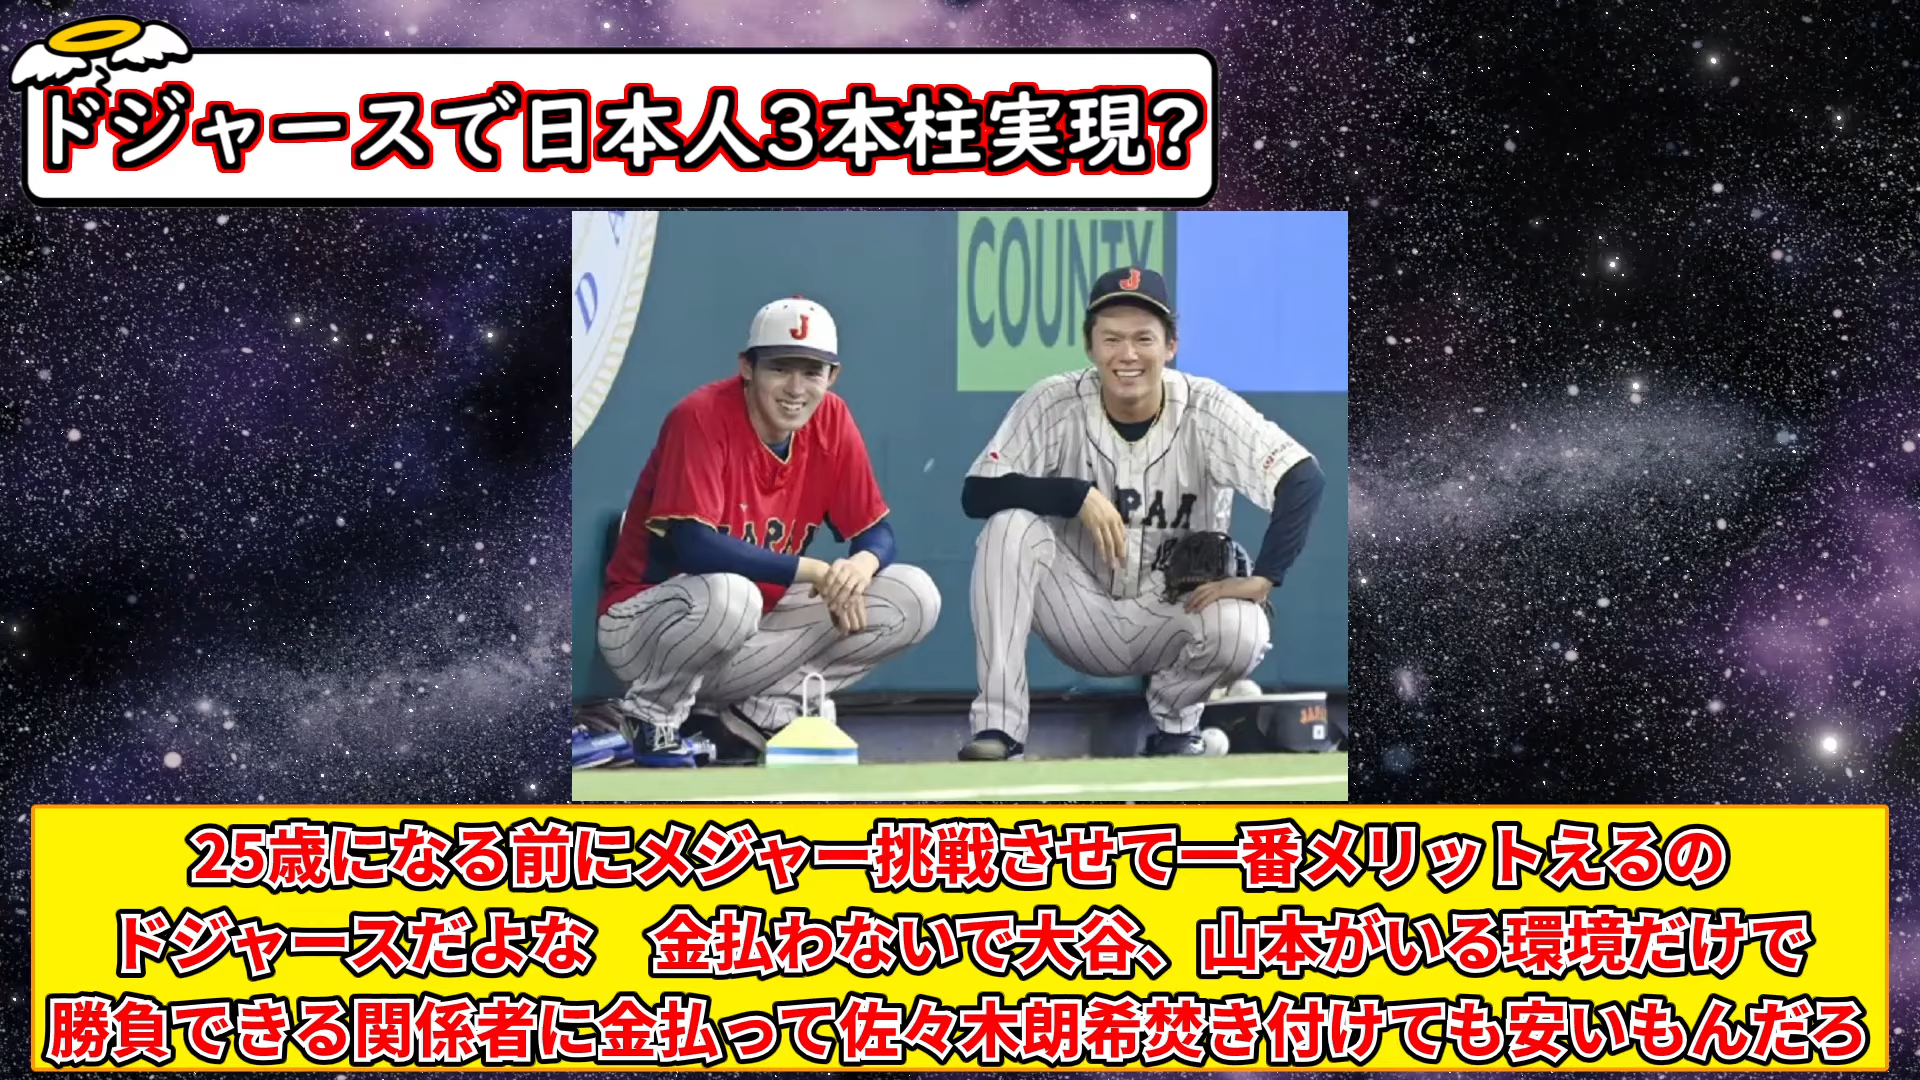 ドジャースで日本人3本柱実現?
D
COUNTY
J
J
JAPAN
JAPAN
25歳になる前にメジャー挑戦させて一番メリットえるの
ドジャースだよな　金払わないで大谷、山本がいる環境だけで
勝負できる関係者に金払って佐々木朗希焚き付けても安いもんだろ